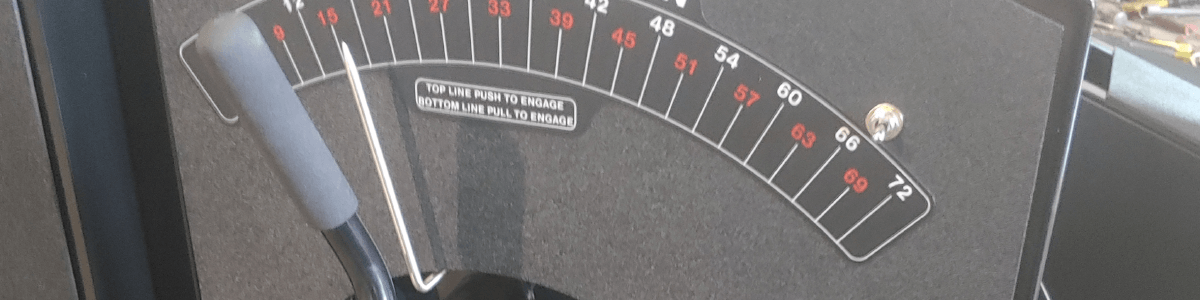 12 42 48 54 60 66 72
9 15 21 27 33 39 45 51 57 63 69
TOP LINE PUSH TO ENGAGE
BOTTOM LINE PULL TO ENGAGE